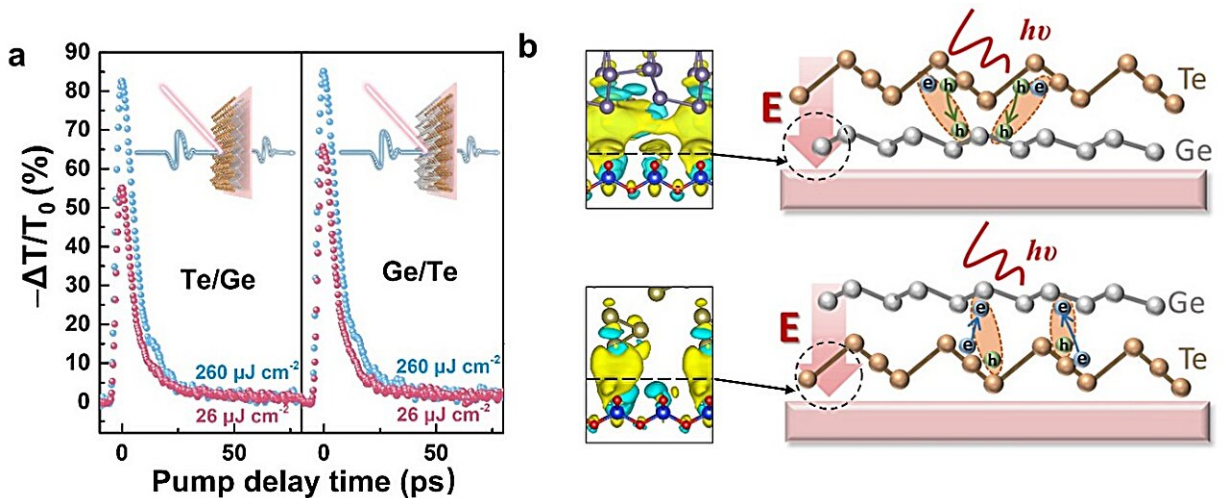 a
–ΔT/T₀ (%)
90
80
70
60
50
40
30
20
10
0
Te/Ge
Ge/Te
260 μJ cm⁻²
26 μJ cm⁻²
260 μJ cm⁻²
26 μJ cm⁻²
0
50
0
50
Pump delay time (ps)
b
hυ
E
e h
h e
h
h
Te
Ge
hυ
E
e
e
e h
h e
Ge
Te